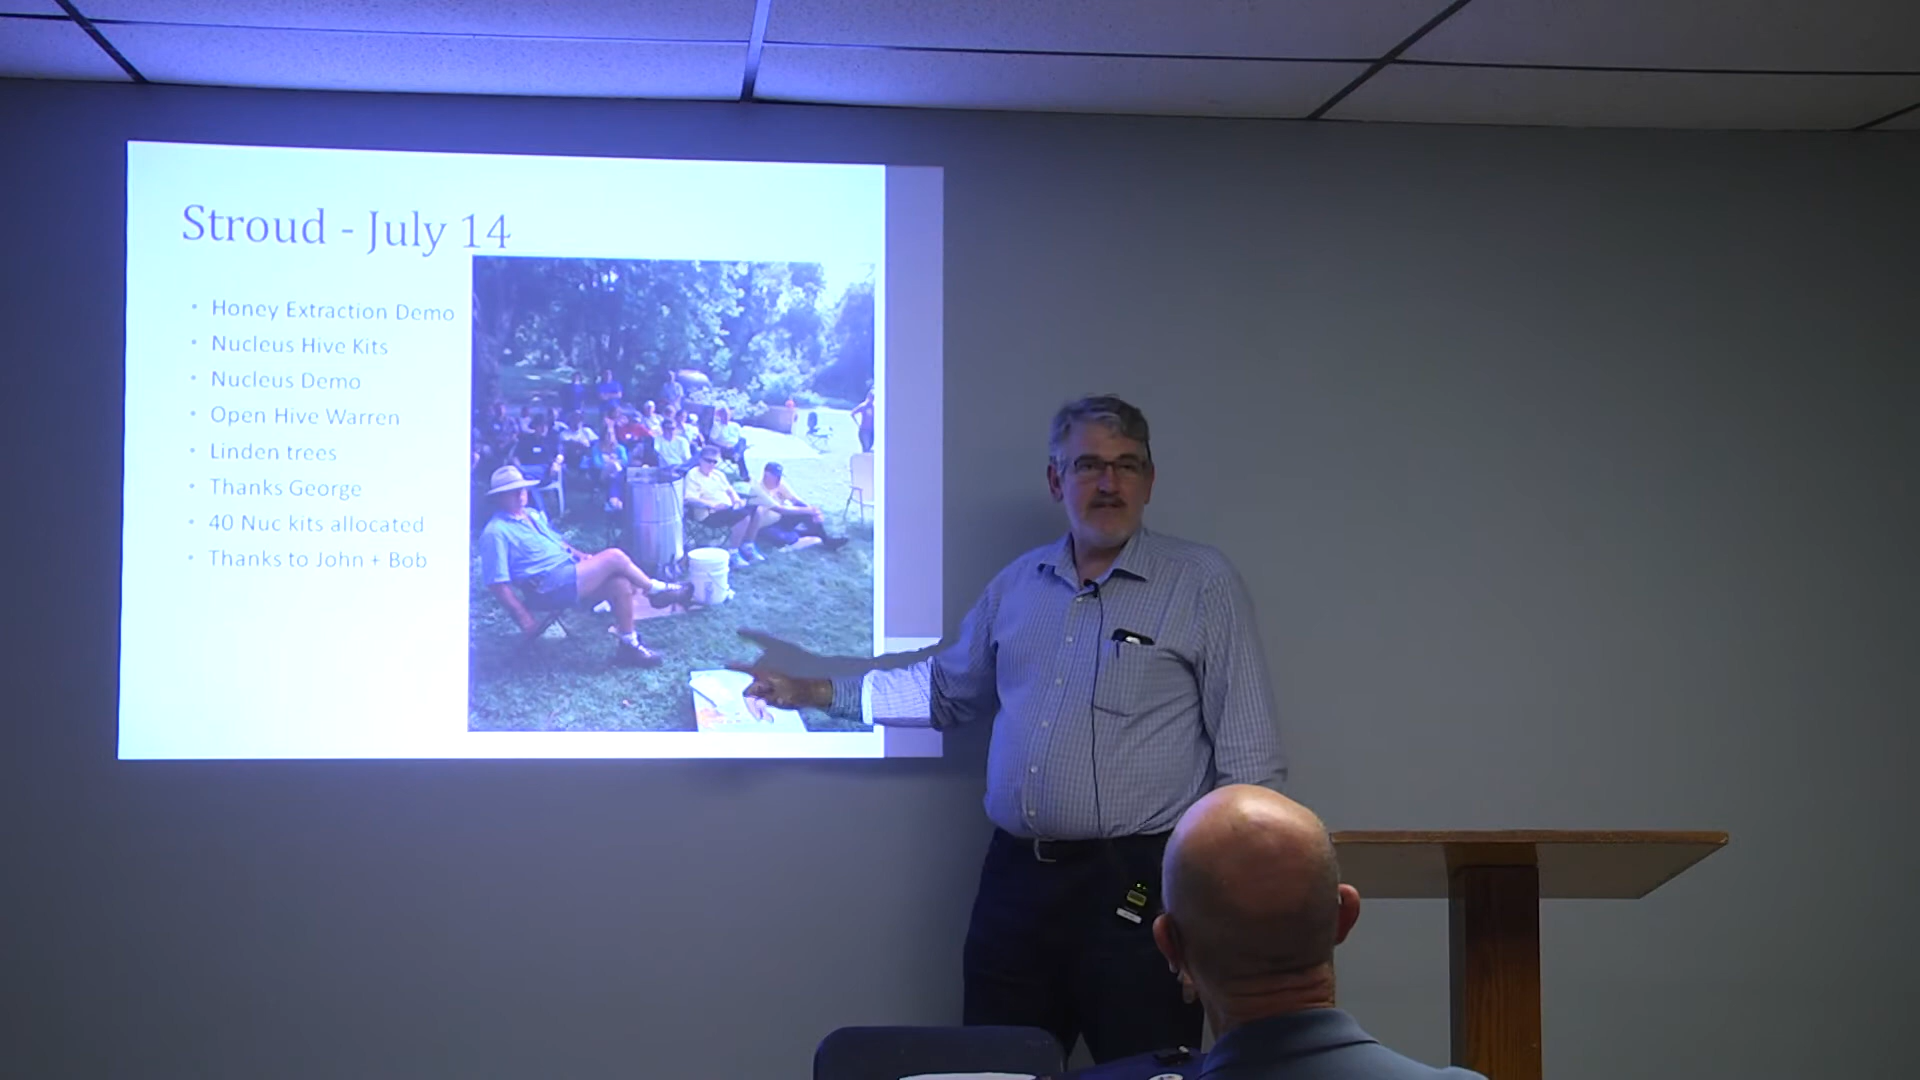 Stroud - July 14
Honey Extraction Demo
Nucleus Hive Kits
Nucleus Demo
Open Hive Warren
Linden trees
Thanks George
40 Nuc kits allocated
Thanks to John + Bob